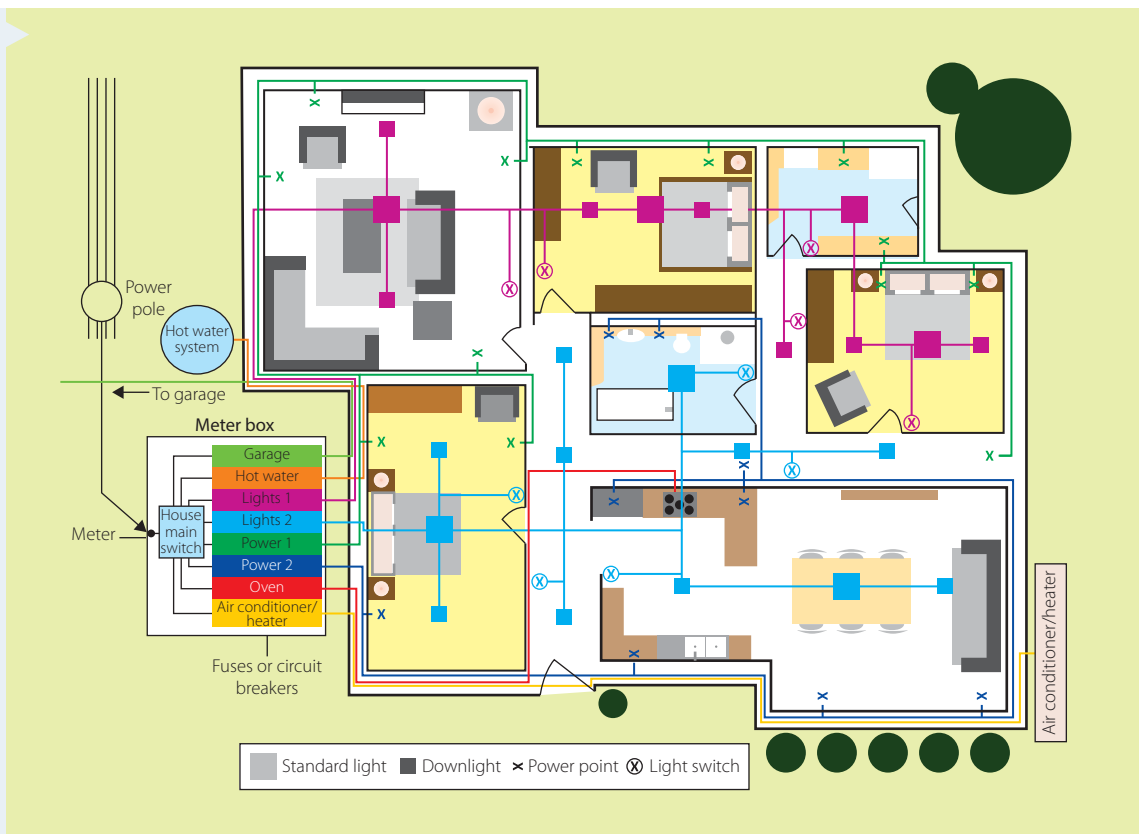 Power
pole
Hot water
system
To garage
Meter box
Garage
Hot water
Lights 1
Lights 2
Power 1
Power 2
Oven
Air conditioner/
heater
House
main
switch
Meter
Fuses or circuit
breakers
Air conditioner/heater
Standard light
Downlight
Power point
Light switch